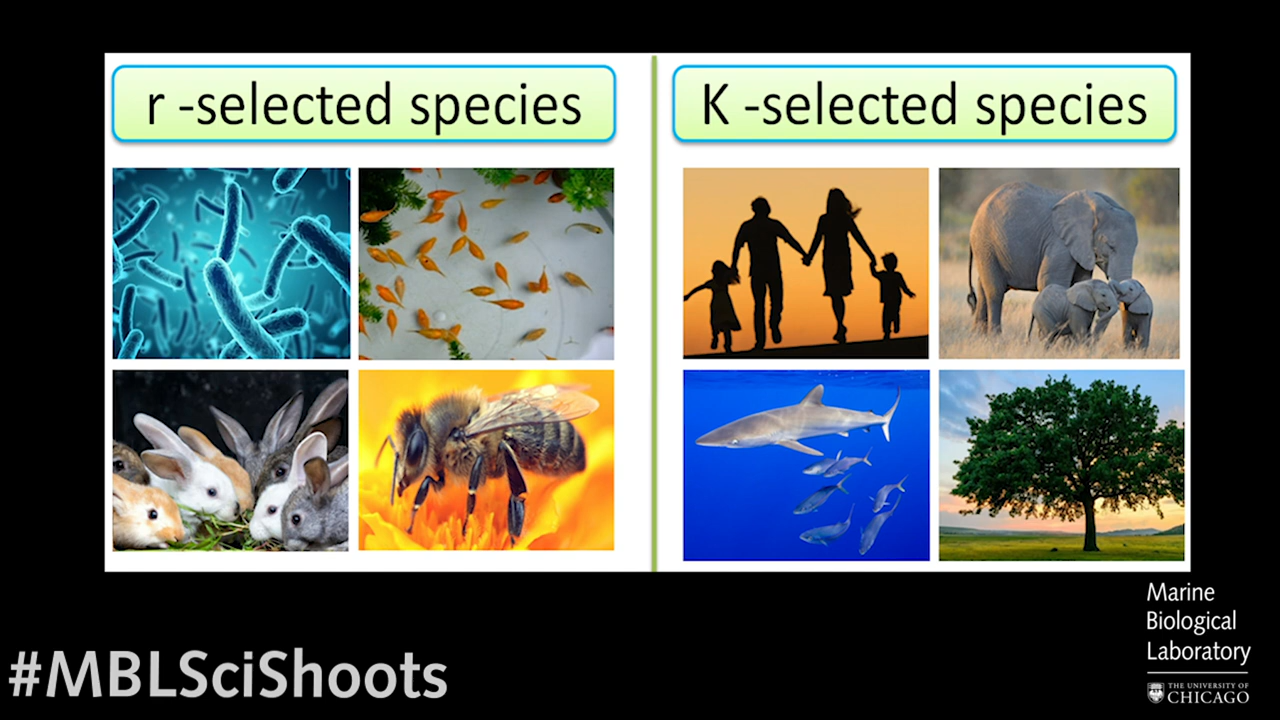 r -selected species
K -selected species
Marine
Biological
Laboratory
THE UNIVERSITY OF
CHICAGO
#MBLSciShoots